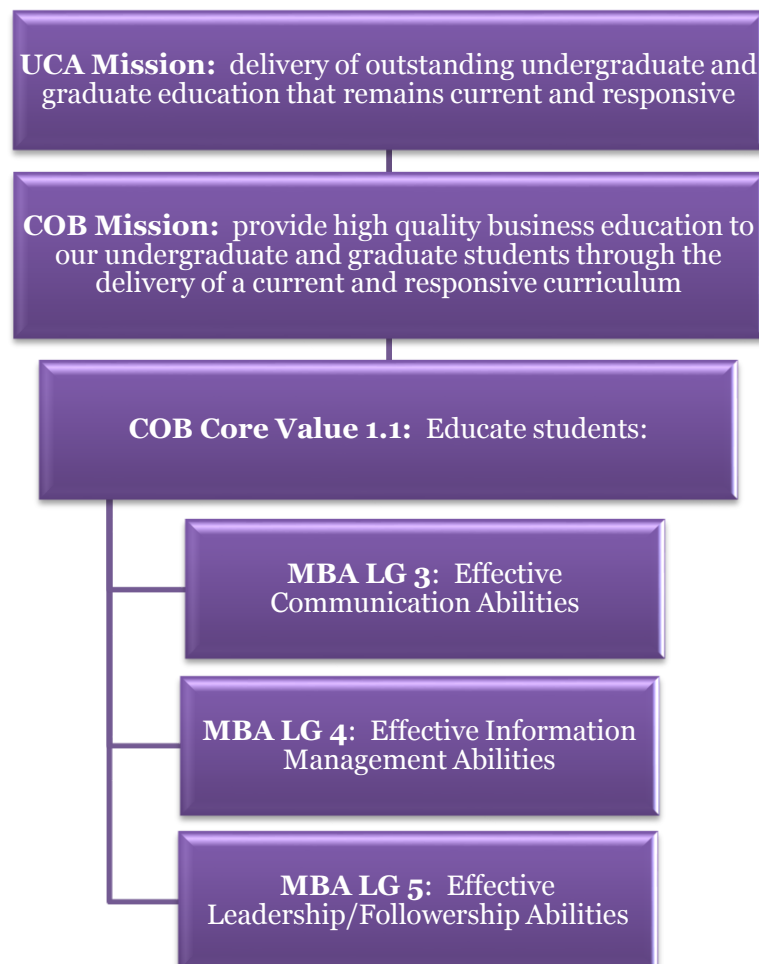 UCA Mission: delivery of outstanding undergraduate and
graduate education that remains current and responsive
COB Mission: provide high quality business education to
our undergraduate and graduate students through the
delivery of a current and responsive curriculum
COB Core Value 1.1: Educate students:
MBA LG 3: Effective
Communication Abilities
MBA LG 4: Effective Information
Management Abilities
MBA LG 5: Effective
Leadership/Followership Abilities